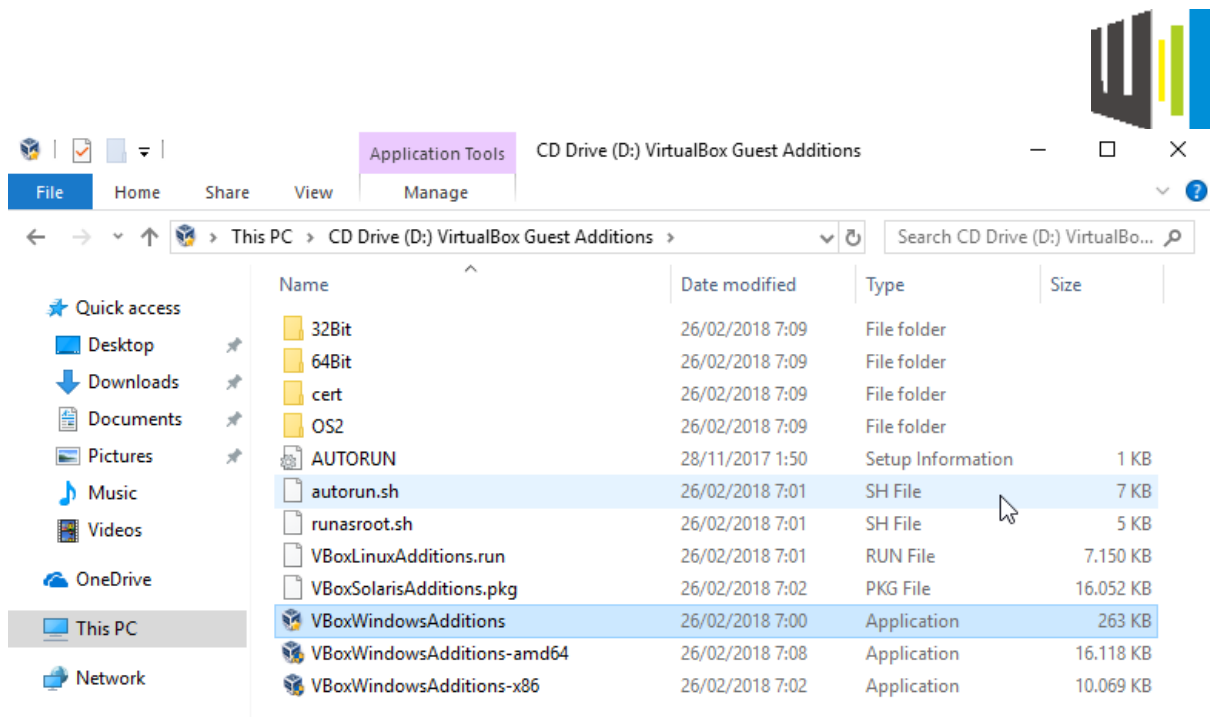 Application Tools CD Drive (D:) VirtualBox Guest Additions
File Home Share View Manage
This PC > CD Drive (D:) VirtualBox Guest Additions > Search CD Drive (D:) VirtualBo...
Name Date modified Type Size
Quick access
Desktop
Downloads
Documents
Pictures
Music
Videos
OneDrive
This PC
Network
32Bit 26/02/2018 7:09 File folder
64Bit 26/02/2018 7:09 File folder
cert 26/02/2018 7:09 File folder
OS2 26/02/2018 7:09 File folder
AUTORUN 28/11/2017 1:50 Setup Information 1 KB
autorun.sh 26/02/2018 7:01 SH File 7 KB
runasroot.sh 26/02/2018 7:01 SH File 5 KB
VBoxLinuxAdditions.run 26/02/2018 7:01 RUN File 7.150 KB
VBoxSolarisAdditions.pkg 26/02/2018 7:02 PKG File 16.052 KB
VBoxWindowsAdditions 26/02/2018 7:00 Application 263 KB
VBoxWindowsAdditions-amd64 26/02/2018 7:08 Application 16.118 KB
VBoxWindowsAdditions-x86 26/02/2018 7:02 Application 10.069 KB